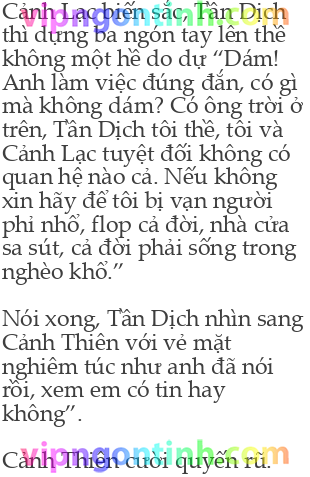 Cảnh Lạc biến sắc, Tần Dịch
vipngontinh.com
thì dựng ba ngón tay lên thề
không một hề do dự “Dám!
Anh làm việc đúng đắn, có gì
mà không dám? Có ông trời ở
trên, Tần Dịch tôi thề, tôi và
Cảnh Lạc tuyệt đối không có
quan hệ nào cả. Nếu không
xin hãy để tôi bị vạn người
phỉ nhổ, flop cả đời, nhà cửa
sa sút, cả đời phải sống trong
nghèo khổ.”
Nói xong, Tần Dịch nhìn sang
Cảnh Thiên với vẻ mặt
nghiêm túc như anh đã nói
rồi, xem em có tin hay
không”.
vipngontinh.com
Cảnh Thiên cười quyến rũ.